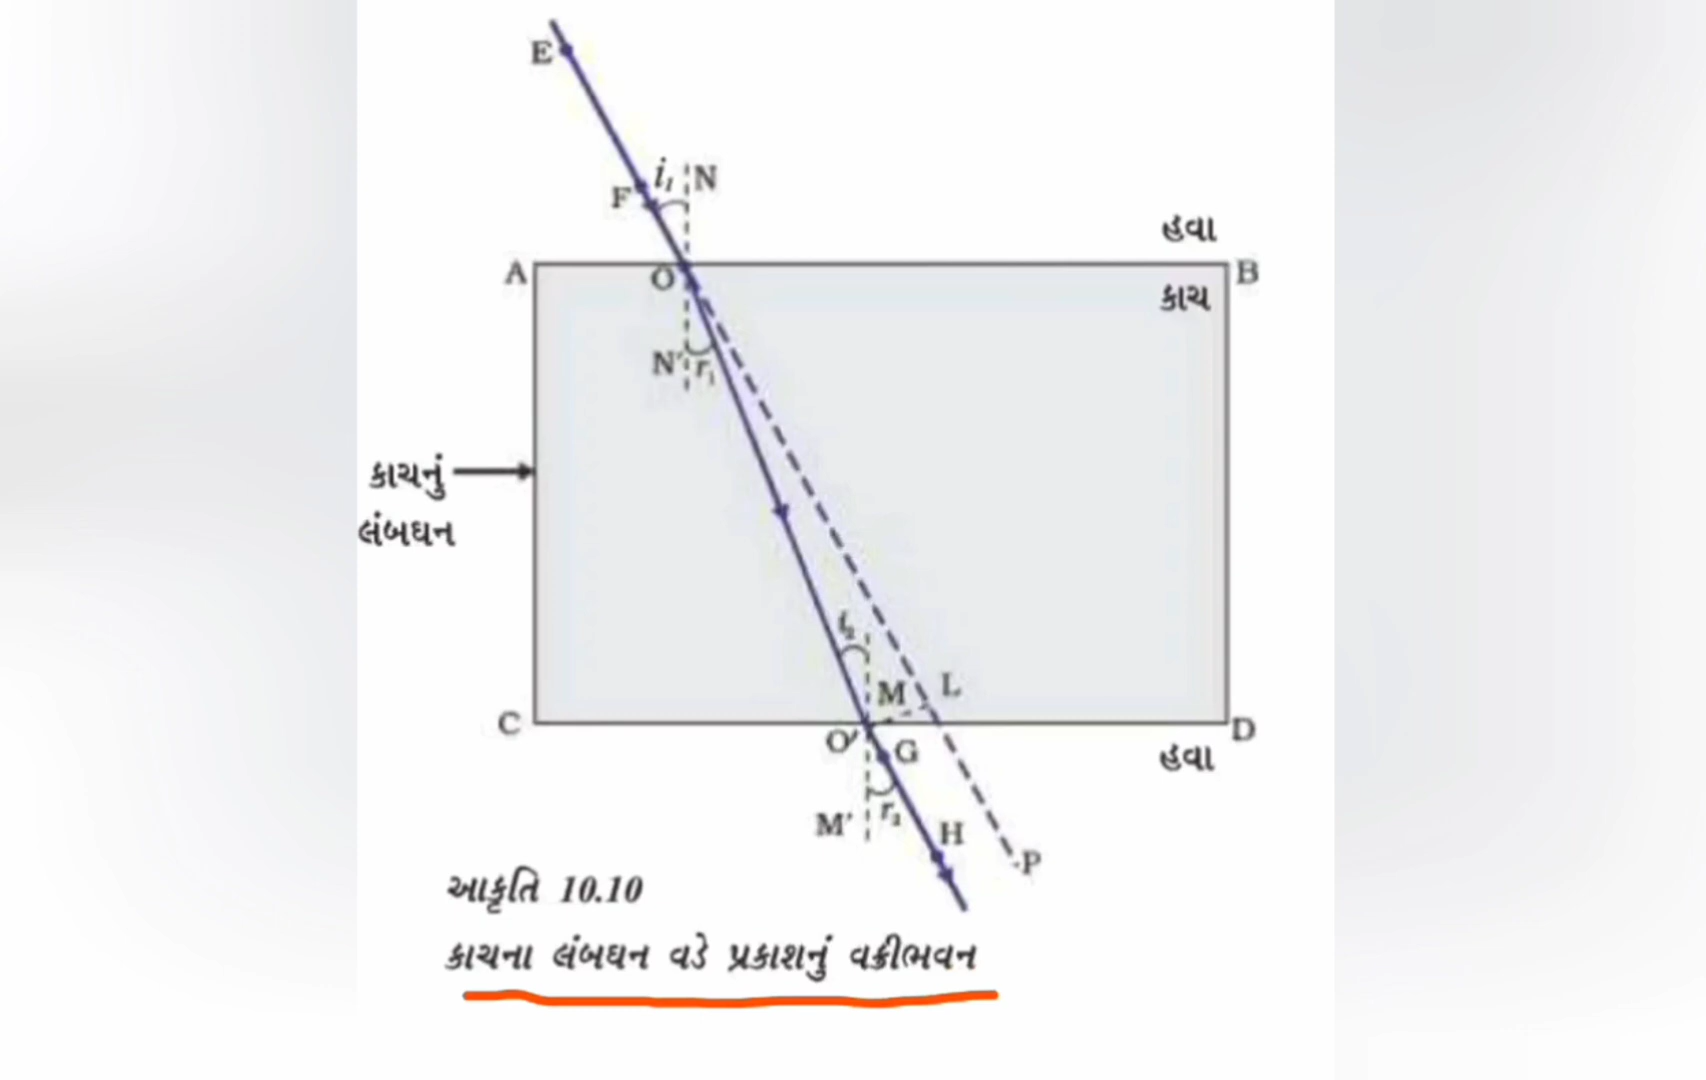 E
i₁ N
F
હવા
A O B
કાચ
N' r₁
કાચનું
લંબઘન
i₂
M L
C D
O' G
હવા
M' r₂ H
P
આકૃતિ 10.10
કાચના લંબઘન વડે પ્રકાશનું વક્રીભવન